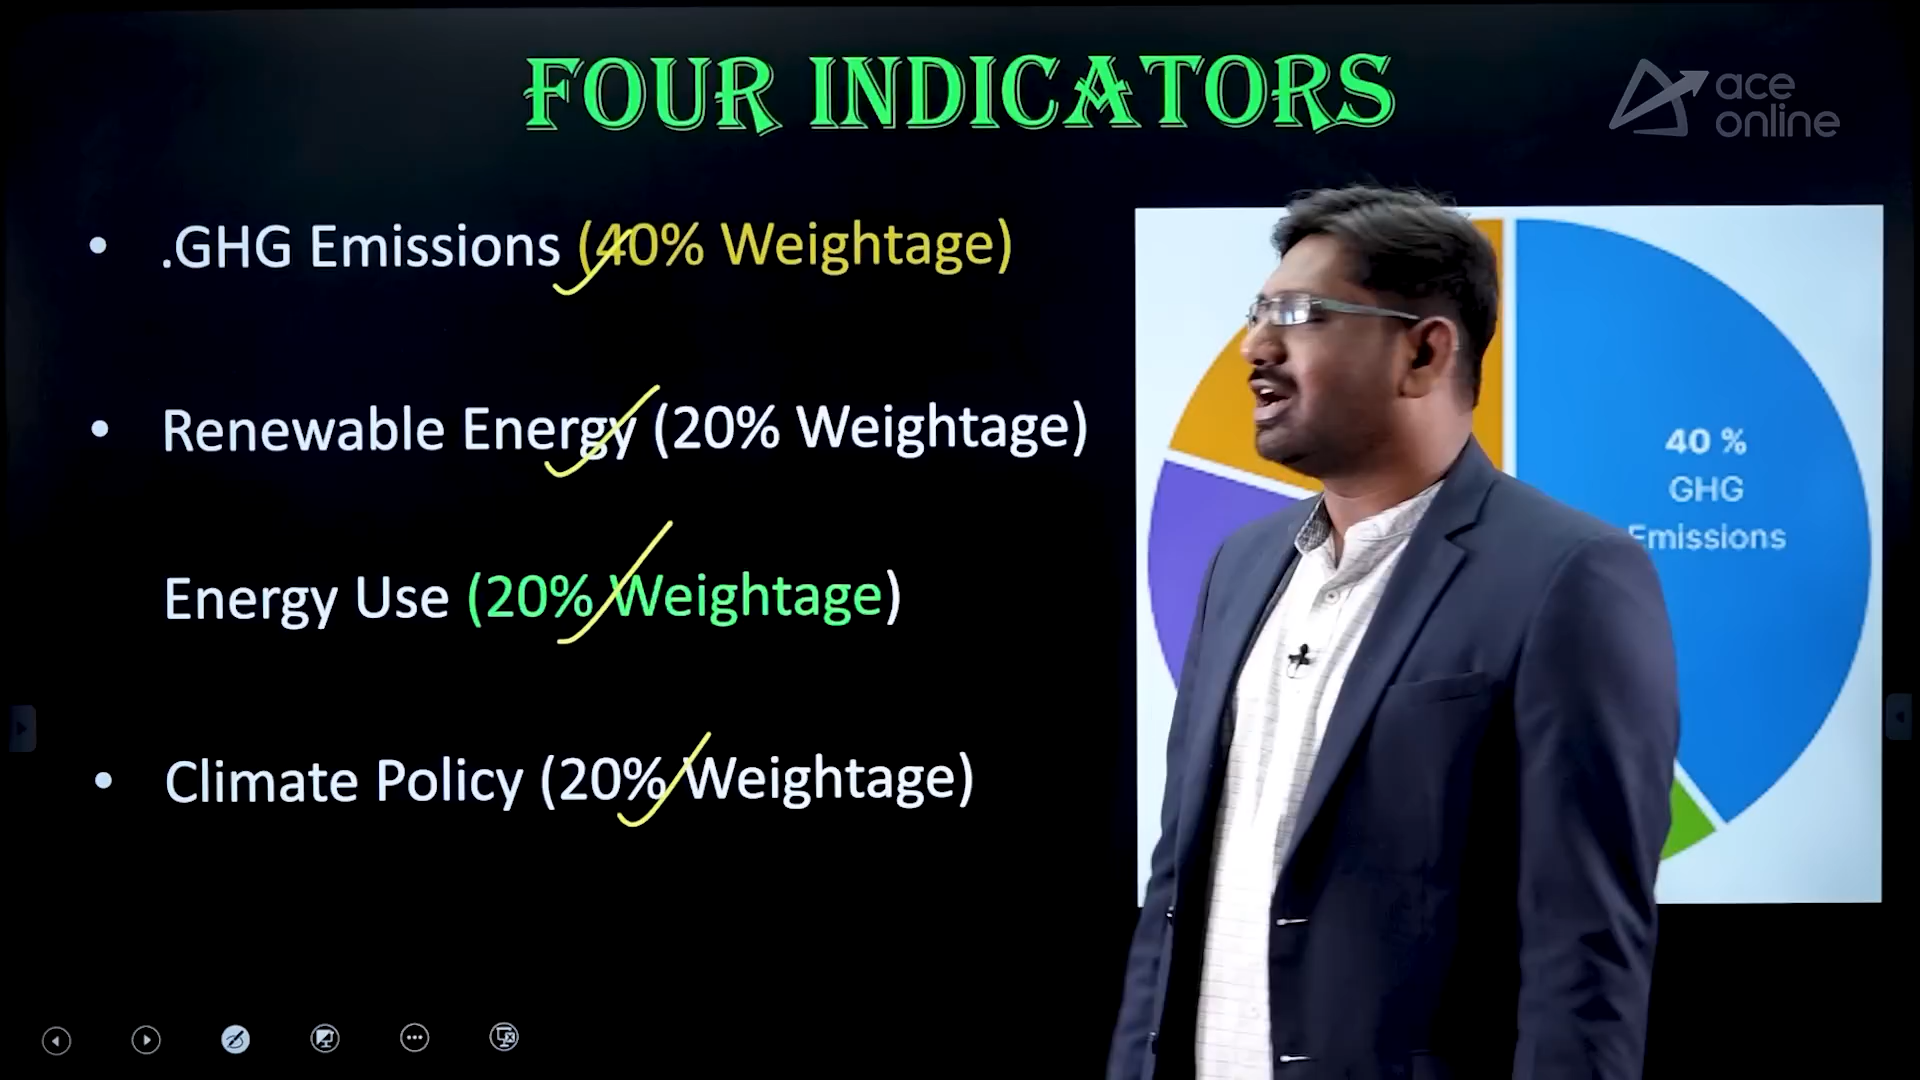 FOUR INDICATORS
ace
online
• .GHG Emissions (40% Weightage)
• Renewable Energy (20% Weightage)
Energy Use (20% Weightage)
• Climate Policy (20% Weightage)
40 %
GHG
Emissions